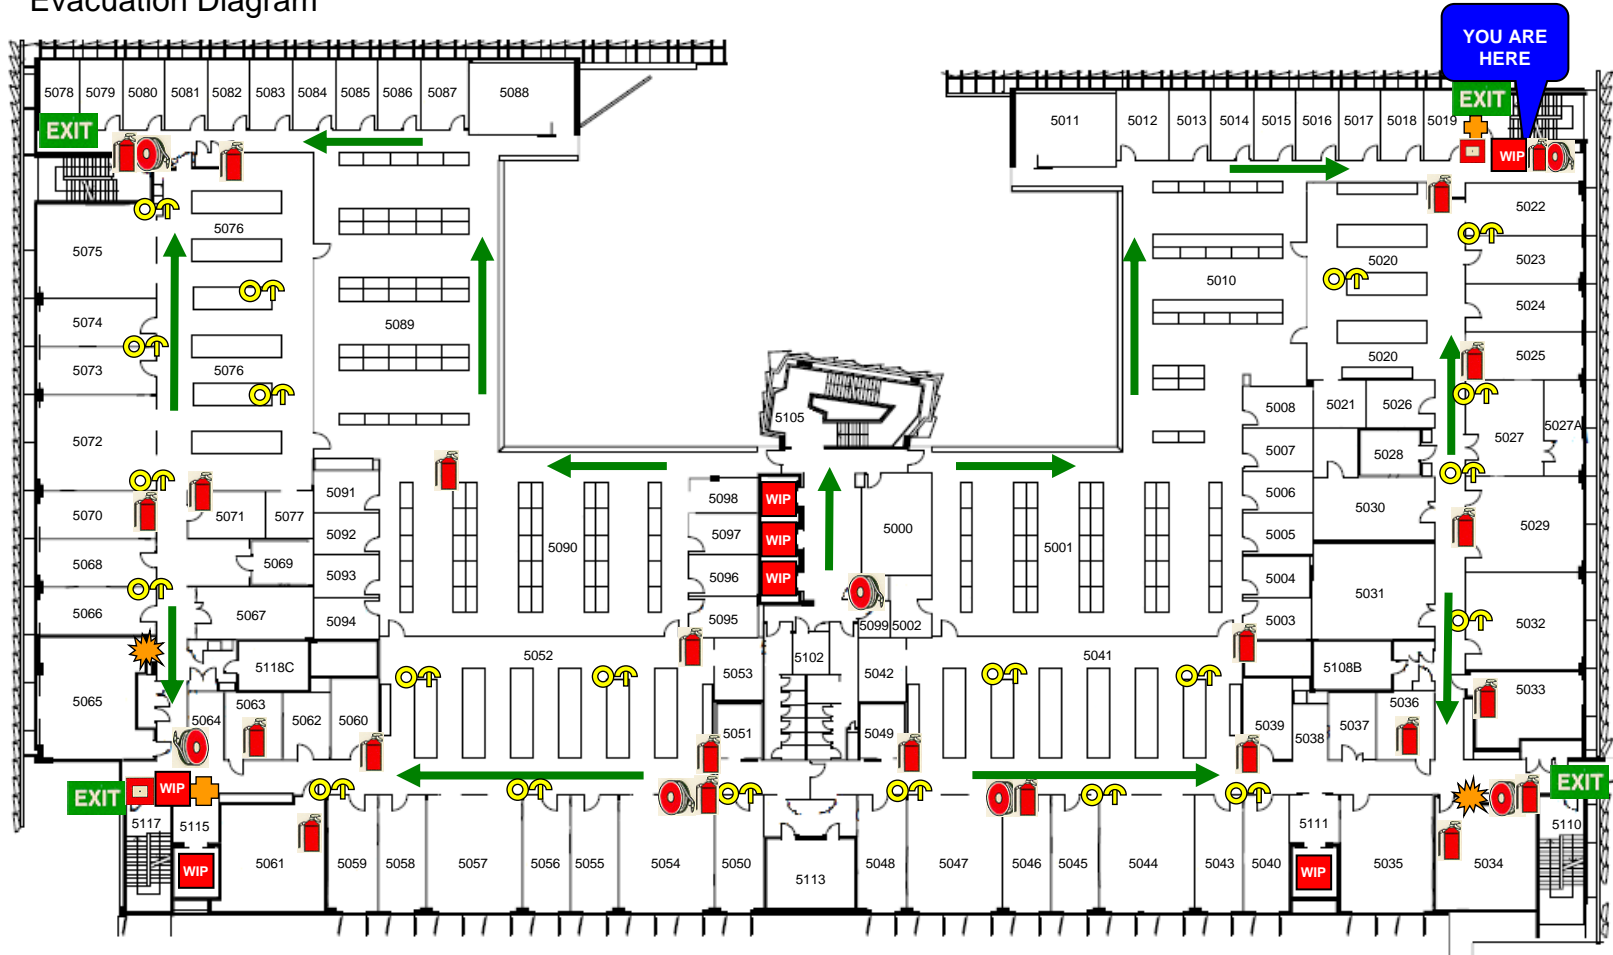 Evacuation Diagram
YOU ARE
HERE
5078 5079 5080 5081 5082 5083 5084 5085 5086 5087 5088
5011 5012 5013 5014 5015 5016 5017 5018 5019
EXIT
EXIT
WIP
5022
5076
5075
5023
5020
5010
5024
5074
5089
5025
5020
5073
5076
5105
5008 5021 5026
5072
5027 5027A
5007 5028
5091
5098 WIP
5006
5070 5071 5077
5000
5030 5029
5092
5097 WIP
5090
5001
5005
5068 5069
5093
5096 WIP
5004
5031
5066 5067
5094
5095
5099 5002
5003
5032
5052
5102
5041
5118C
5053
5042
5108B
5065
5033
5064 5063 5062 5060
5036
5051
5049
5039 5038 5037
EXIT
WIP
EXIT
5117 5115
5111
5110
5061 5059 5058 5057 5056 5055 5054 5050
5113
5048 5047 5046 5045 5044 5043 5040
5035 5034
WIP
WIP